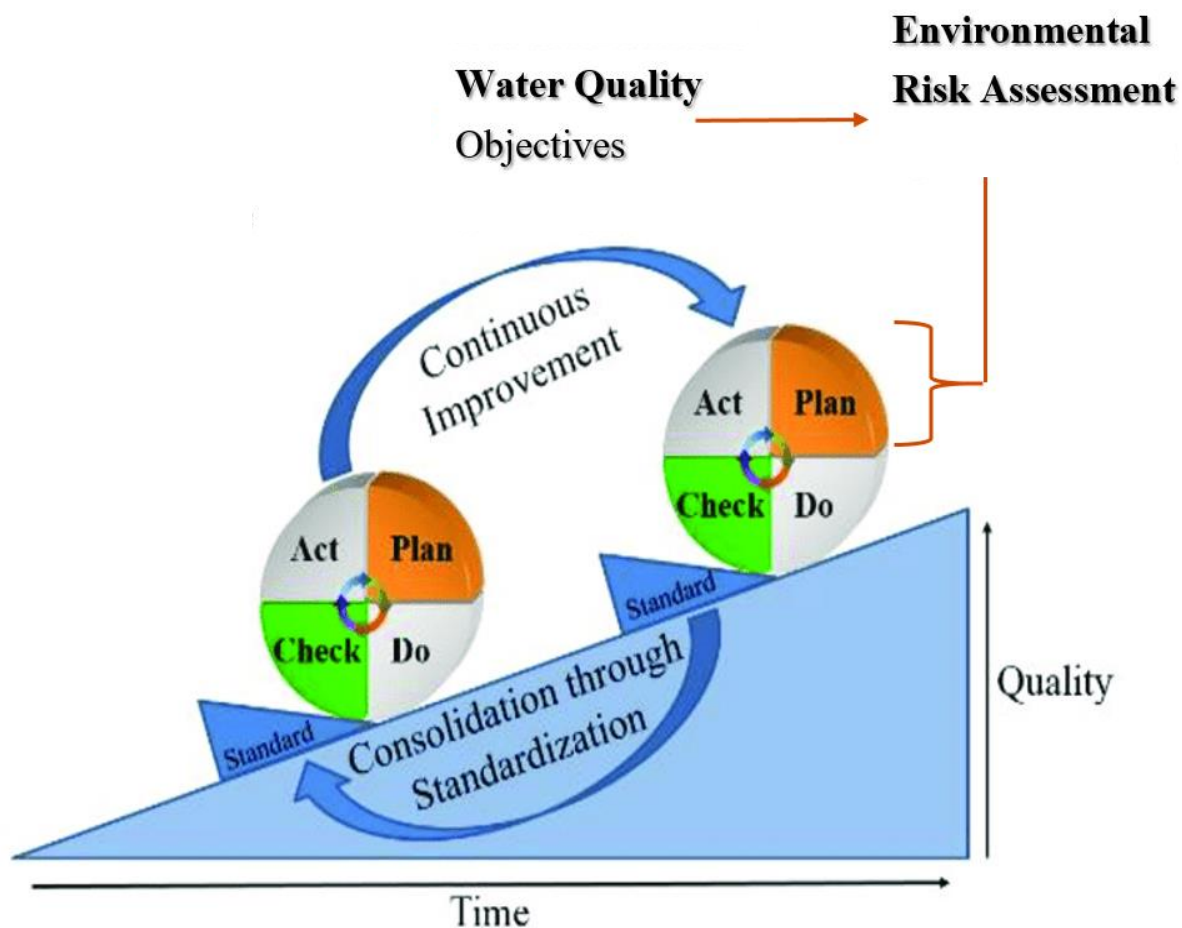 Environmental
Risk Assessment
Water Quality
Objectives
Continuous
Improvement
Act
Plan
Check
Do
Act
Plan
Check
Do
Standard
Standard
Consolidation through
Standardization
Quality
Time